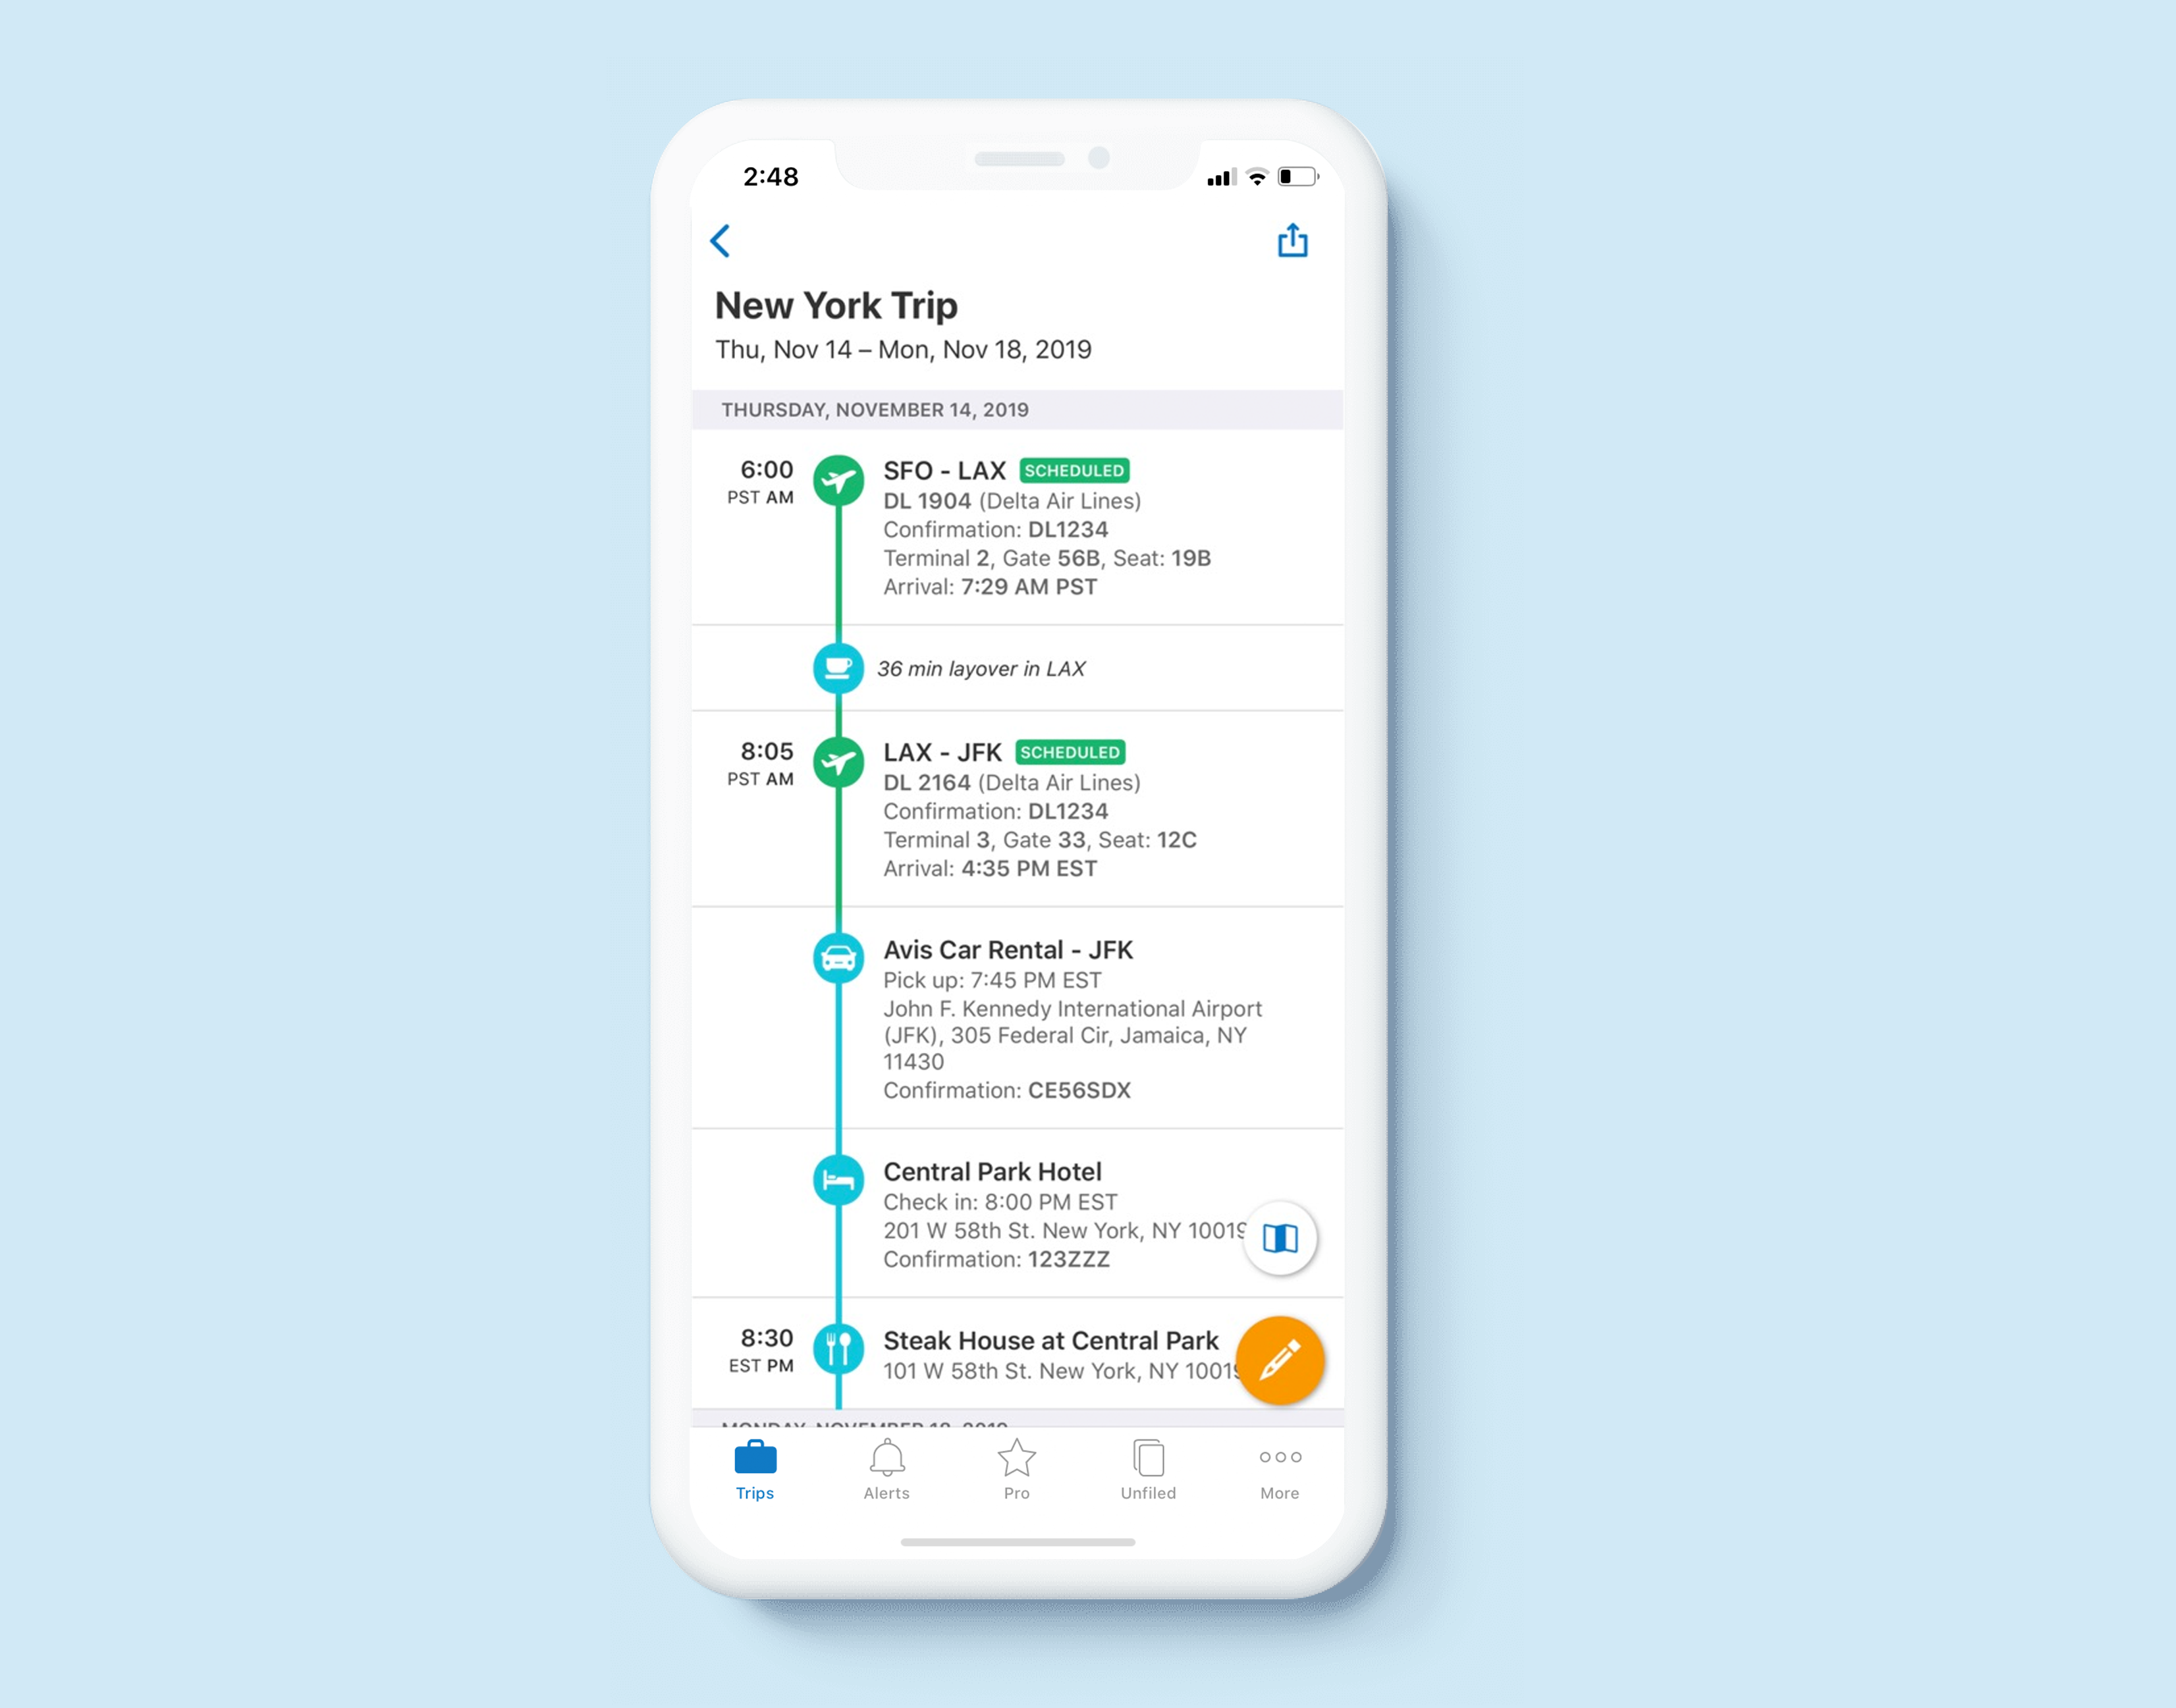 2:48
New York Trip
Thu, Nov 14 – Mon, Nov 18, 2019
THURSDAY, NOVEMBER 14, 2019
6:00
PST AM
SFO - LAX SCHEDULED
DL 1904 (Delta Air Lines)
Confirmation: DL1234
Terminal 2, Gate 56B, Seat: 19B
Arrival: 7:29 AM PST
36 min layover in LAX
8:05
PST AM
LAX - JFK SCHEDULED
DL 2164 (Delta Air Lines)
Confirmation: DL1234
Terminal 3, Gate 33, Seat: 12C
Arrival: 4:35 PM EST
Avis Car Rental - JFK
Pick up: 7:45 PM EST
John F. Kennedy International Airport
(JFK), 305 Federal Cir, Jamaica, NY
11430
Confirmation: CE56SDX
Central Park Hotel
Check in: 8:00 PM EST
201 W 58th St. New York, NY 10019
Confirmation: 123ZZZ
8:30
EST PM
Steak House at Central Park
101 W 58th St. New York, NY 10019
MONDAY, NOVEMBER 18, 2019
Trips
Alerts
Pro
Unfiled
More